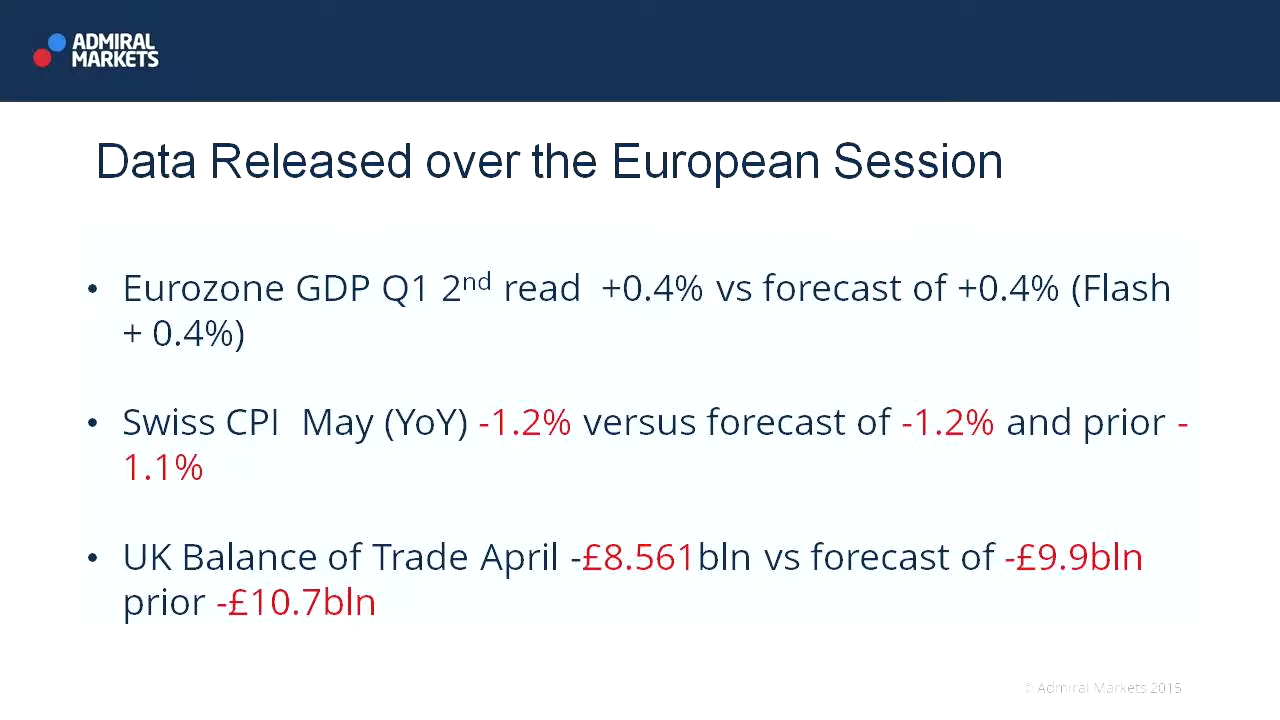 ADMIRAL
MARKETS
Data Released over the European Session
• Eurozone GDP Q1 2nd read +0.4% vs forecast of +0.4% (Flash
+ 0.4%)
• Swiss CPI May (YoY) -1.2% versus forecast of -1.2% and prior -
1.1%
• UK Balance of Trade April -£8.561bln vs forecast of -£9.9bln
prior -£10.7bln
© Admiral Markets 2015